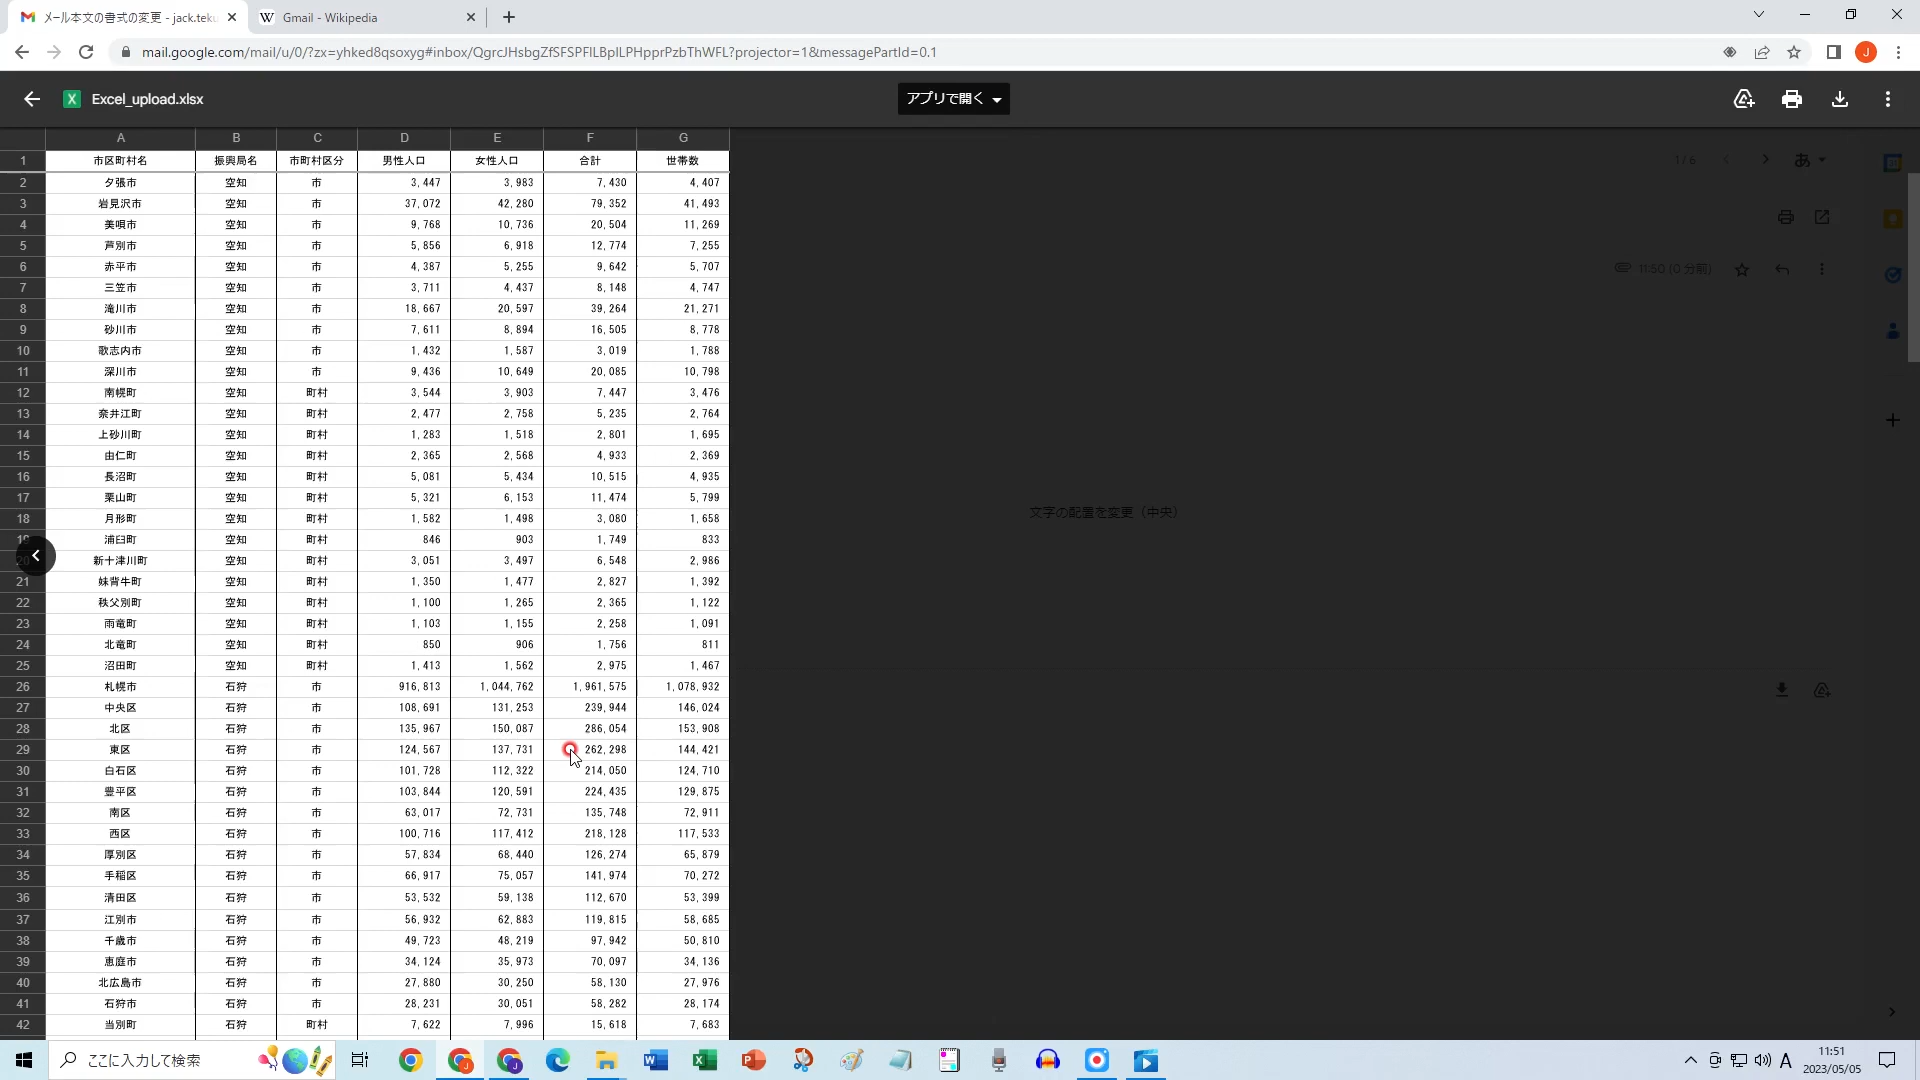 メール本文の書式の変更 - jack.teku
Gmail - Wikipedia
mail.google.com/mail/u/0/?zx=yhked8qsoxyg#inbox/QgrcJHsbgZfSFSPFlLBplLPHpprPzbThWFL?projector=1&messagePartId=0.1
Excel_upload.xlsx
アプリで開く
A B C D E F G
1 市区町村名 振興局名 市町村区分 男性人口 女性人口 合計 世帯数
2 夕張市 空知 市 3,447 3,983 7,430 4,407
3 岩見沢市 空知 市 37,072 42,280 79,352 41,493
4 美唄市 空知 市 9,768 10,736 20,504 11,269
5 芦別市 空知 市 5,856 6,918 12,774 7,255
6 赤平市 空知 市 4,387 5,255 9,642 5,707
7 三笠市 空知 市 3,711 4,437 8,148 4,747
8 滝川市 空知 市 18,667 20,597 39,264 21,271
9 砂川市 空知 市 7,611 8,894 16,505 8,778
10 歌志内市 空知 市 1,432 1,587 3,019 1,788
11 深川市 空知 市 9,436 10,649 20,085 10,798
12 南幌町 空知 町村 3,544 3,903 7,447 3,476
13 奈井江町 空知 町村 2,477 2,758 5,235 2,764
14 上砂川町 空知 町村 1,283 1,518 2,801 1,695
15 由仁町 空知 町村 2,365 2,568 4,933 2,369
16 長沼町 空知 町村 5,081 5,434 10,515 4,935
17 栗山町 空知 町村 5,321 6,153 11,474 5,799
18 月形町 空知 町村 1,582 1,498 3,080 1,658
19 浦臼町 空知 町村 846 903 1,749 833
20 新十津川町 空知 町村 3,051 3,497 6,548 2,986
21 妹背牛町 空知 町村 1,350 1,477 2,827 1,392
22 秩父別町 空知 町村 1,100 1,265 2,365 1,122
23 雨竜町 空知 町村 1,103 1,155 2,258 1,091
24 北竜町 空知 町村 850 906 1,756 811
25 沼田町 空知 町村 1,413 1,562 2,975 1,467
26 札幌市 石狩 市 916,813 1,044,762 1,961,575 1,078,932
27 中央区 石狩 市 108,691 131,253 239,944 146,024
28 北区 石狩 市 135,967 150,087 286,054 153,908
29 東区 石狩 市 124,567 137,731 262,298 144,421
30 白石区 石狩 市 101,728 112,322 214,050 124,710
31 豊平区 石狩 市 103,844 120,591 224,435 129,875
32 南区 石狩 市 63,017 72,731 135,748 72,911
33 西区 石狩 市 100,716 117,412 218,128 117,533
34 厚別区 石狩 市 57,834 68,440 126,274 65,879
35 手稲区 石狩 市 66,917 75,057 141,974 70,272
36 清田区 石狩 市 53,532 59,138 112,670 53,399
37 江別市 石狩 市 56,932 62,883 119,815 58,685
38 千歳市 石狩 市 49,723 48,219 97,942 50,810
39 恵庭市 石狩 市 34,124 35,973 70,097 34,136
40 北広島市 石狩 市 27,880 30,250 58,130 27,976
41 石狩市 石狩 市 28,231 30,051 58,282 28,174
42 当別町 石狩 町村 7,622 7,996 15,618 7,683
1/6
あ
11:50 (0 分前)
文字の配置を変更（中央）
ここに入力して検索
A
11:51
2023/05/05